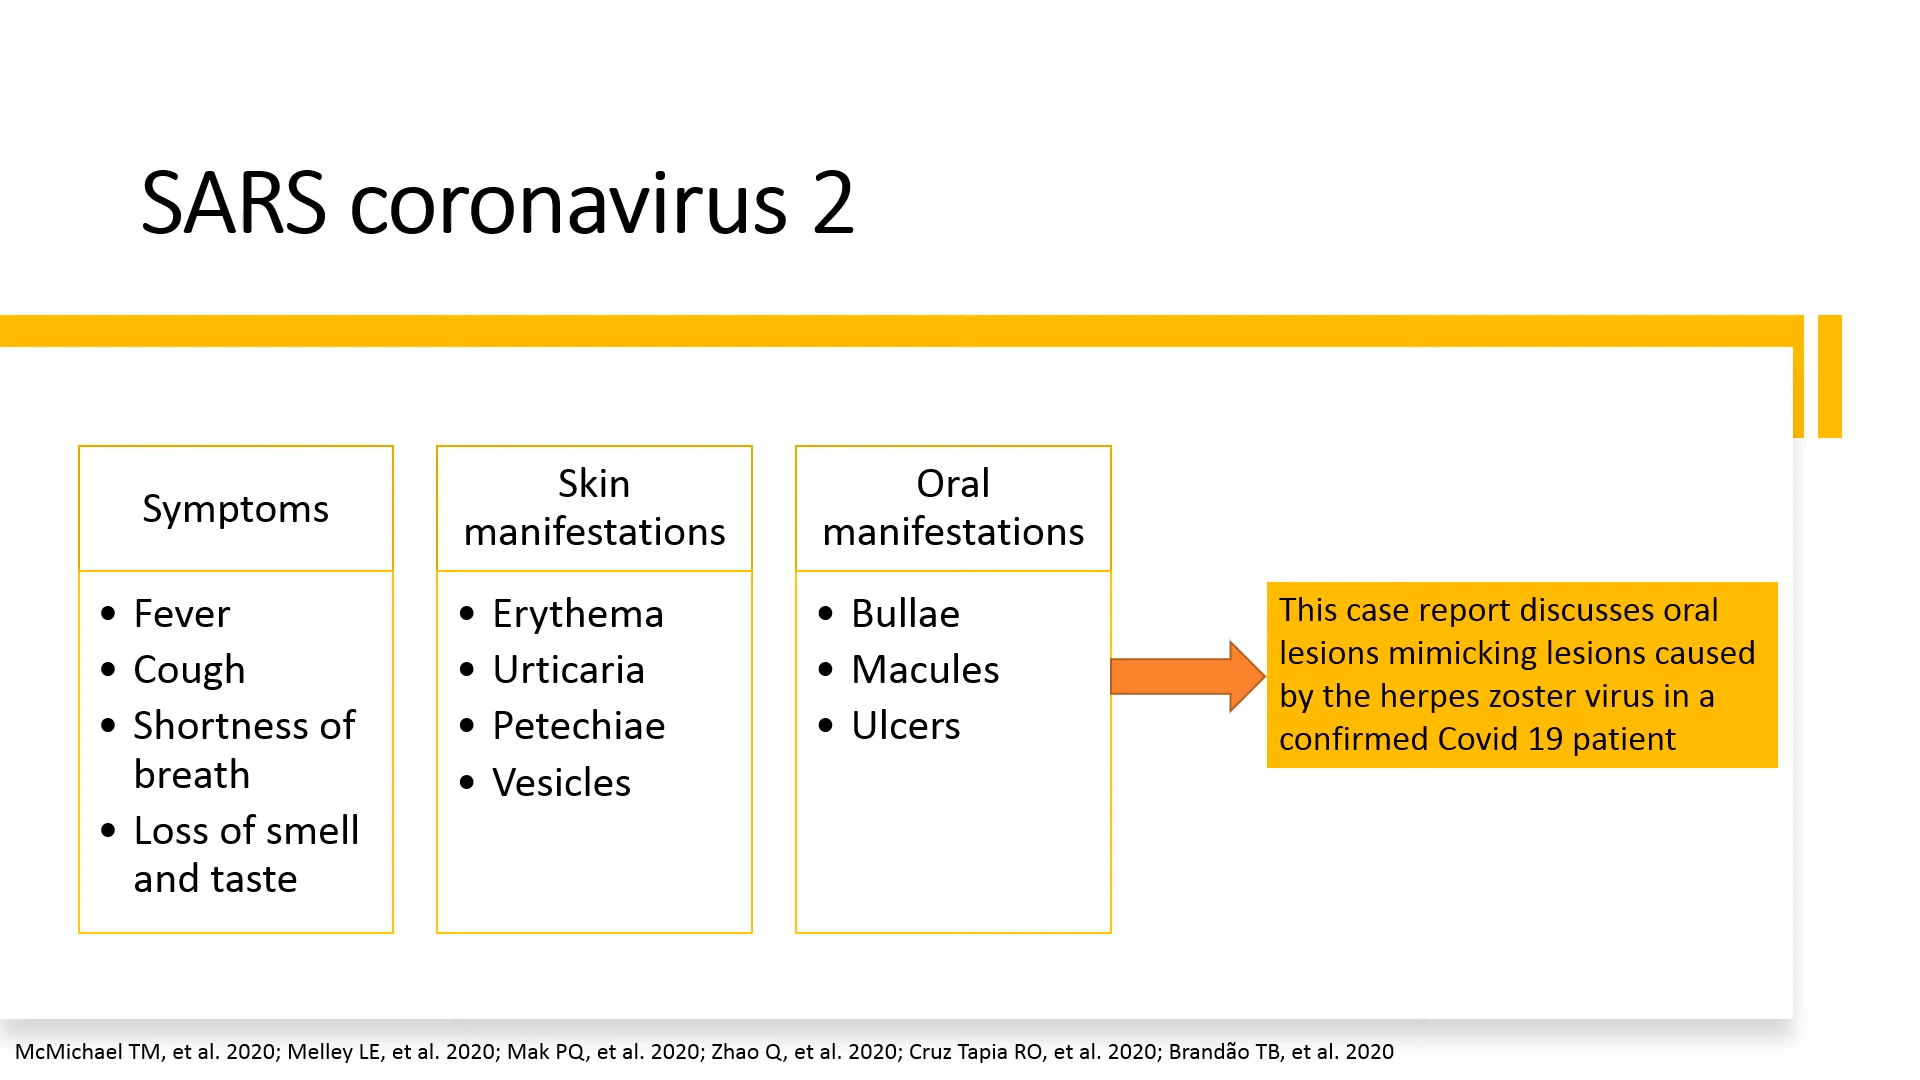 SARS coronavirus 2
Symptoms
• Fever
• Cough
• Shortness of
breath
• Loss of smell
and taste
Skin
manifestations
• Erythema
• Urticaria
• Petechiae
• Vesicles
Oral
manifestations
• Bullae
• Macules
• Ulcers
This case report discusses oral
lesions mimicking lesions caused
by the herpes zoster virus in a
confirmed Covid 19 patient
McMichael TM, et al. 2020; Melley LE, et al. 2020; Mak PQ, et al. 2020; Zhao Q, et al. 2020; Cruz Tapia RO, et al. 2020; Brandão TB, et al. 2020